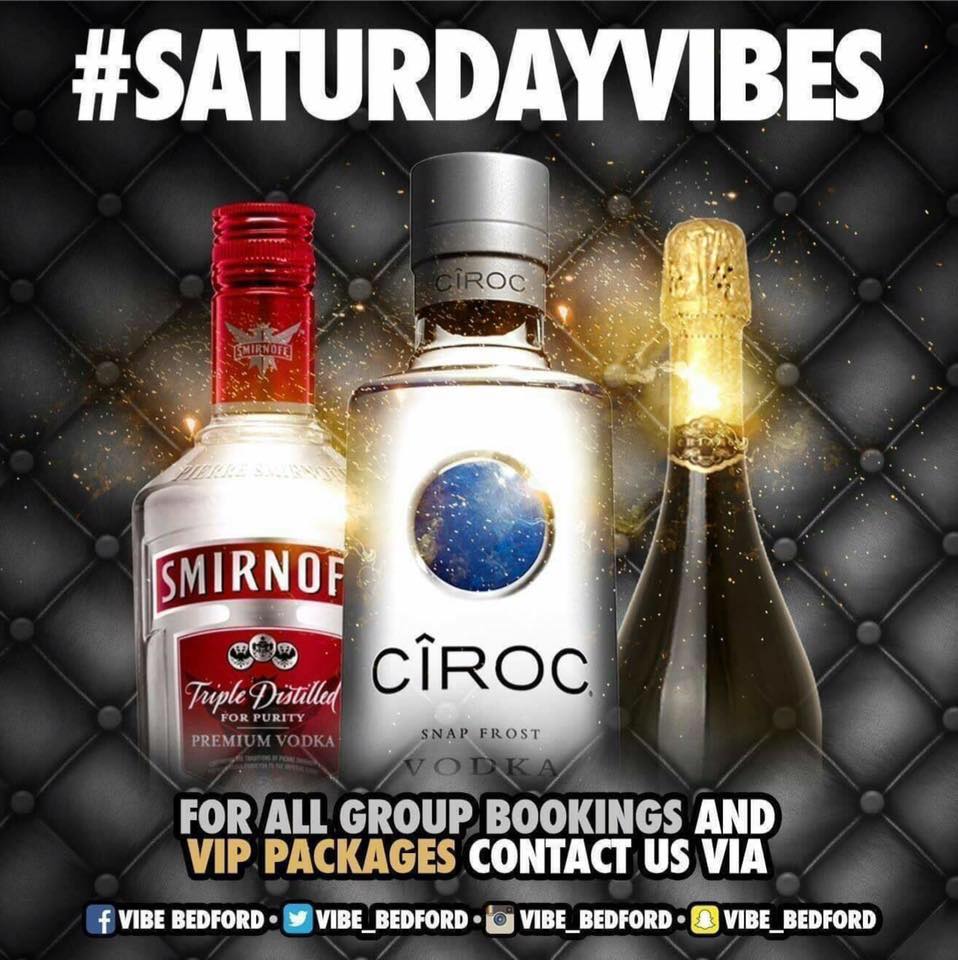 #SATURDAYVIBES
CÎROC
SMIRNOFF
PIERRE SMIRNOFF
SMIRNOF
CÎROC
Triple Distilled
FOR PURITY
SNAP FROST
PREMIUM VODKA
VODKA
FOR ALL GROUP BOOKINGS AND
VIP PACKAGES CONTACT US VIA
f VIBE BEDFORD • VIBE_BEDFORD • VIBE_BEDFORD • VIBE_BEDFORD